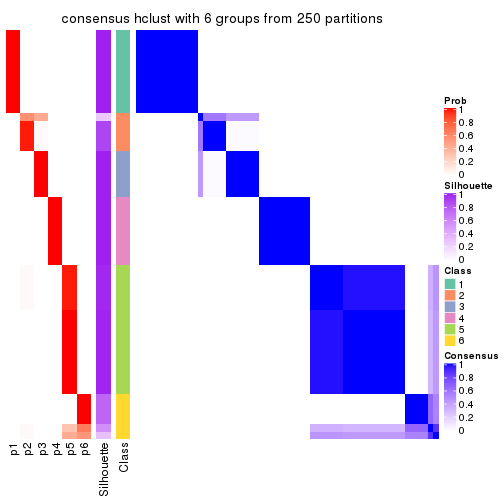 consensus hclust with 6 groups from 250 partitions
Prob
1
0.8
0.6
0.4
0.2
0
Silhouette
1
0.8
0.6
0.4
0.2
0
Class
1
2
3
4
5
6
Consensus
1
0.8
0.6
0.4
0.2
0
p1
p2
p3
p4
p5
p6
Silhouette
Class